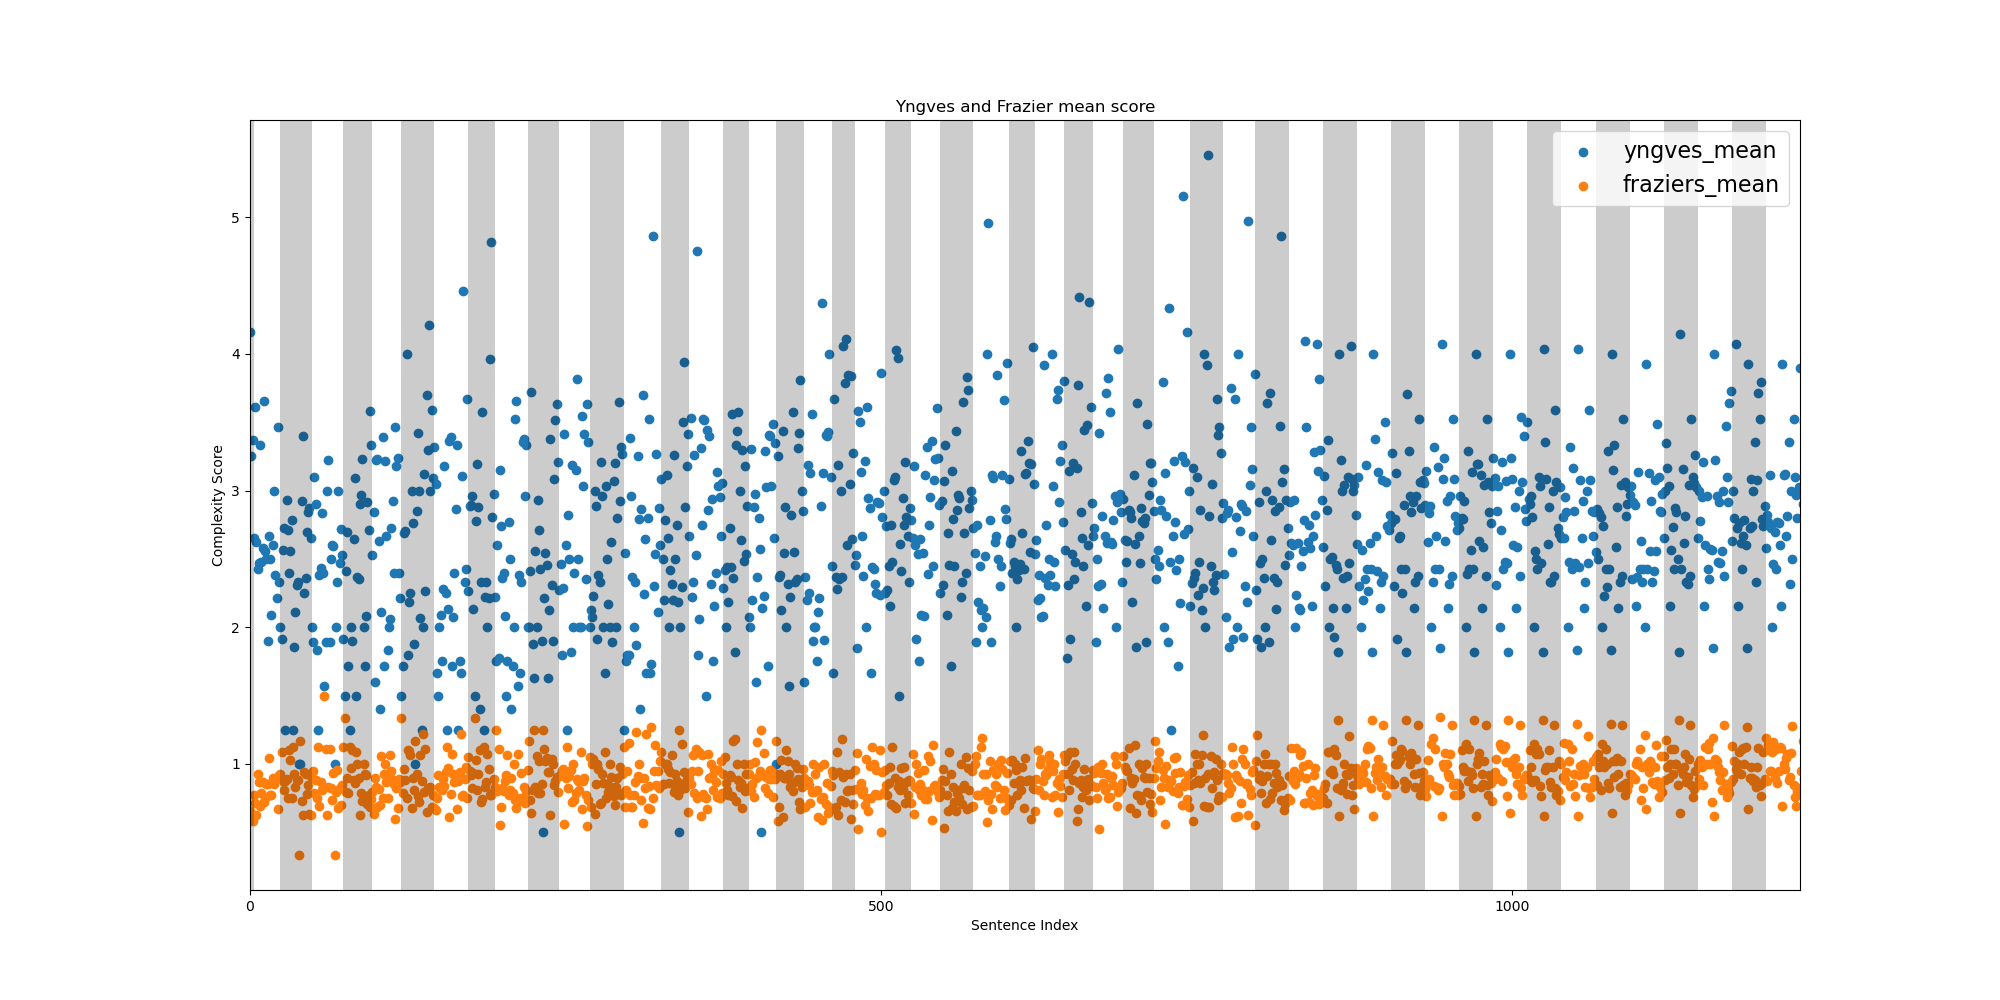 Yngves and Frazier mean score
yngves_mean
fraziers_mean
Complexity Score
5
4
3
2
1
0
500
1000
Sentence Index